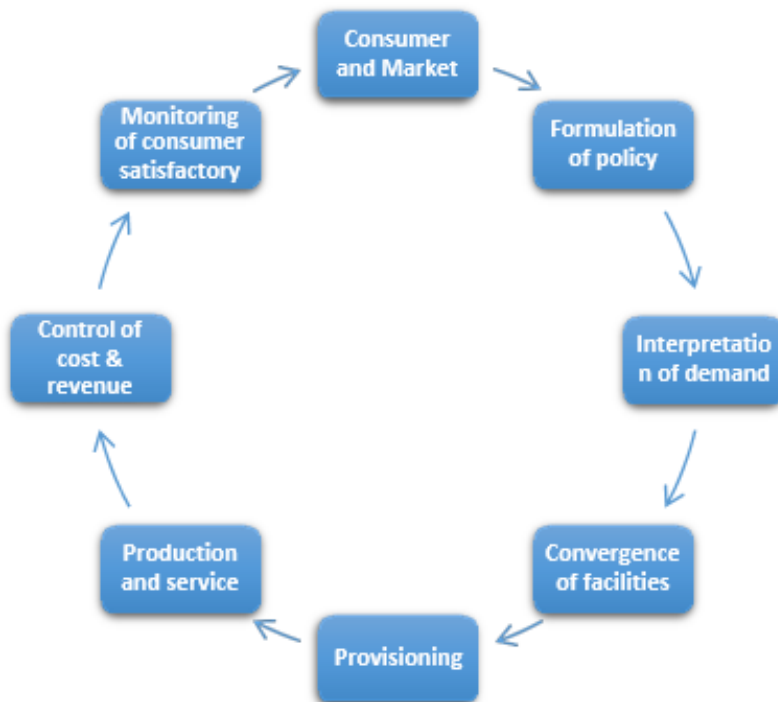 Consumer
and Market
Formulation
of policy
Interpretatio
n of demand
Convergence
of facilities
Provisioning
Production
and service
Control of
cost &
revenue
Monitoring
of consumer
satisfactory